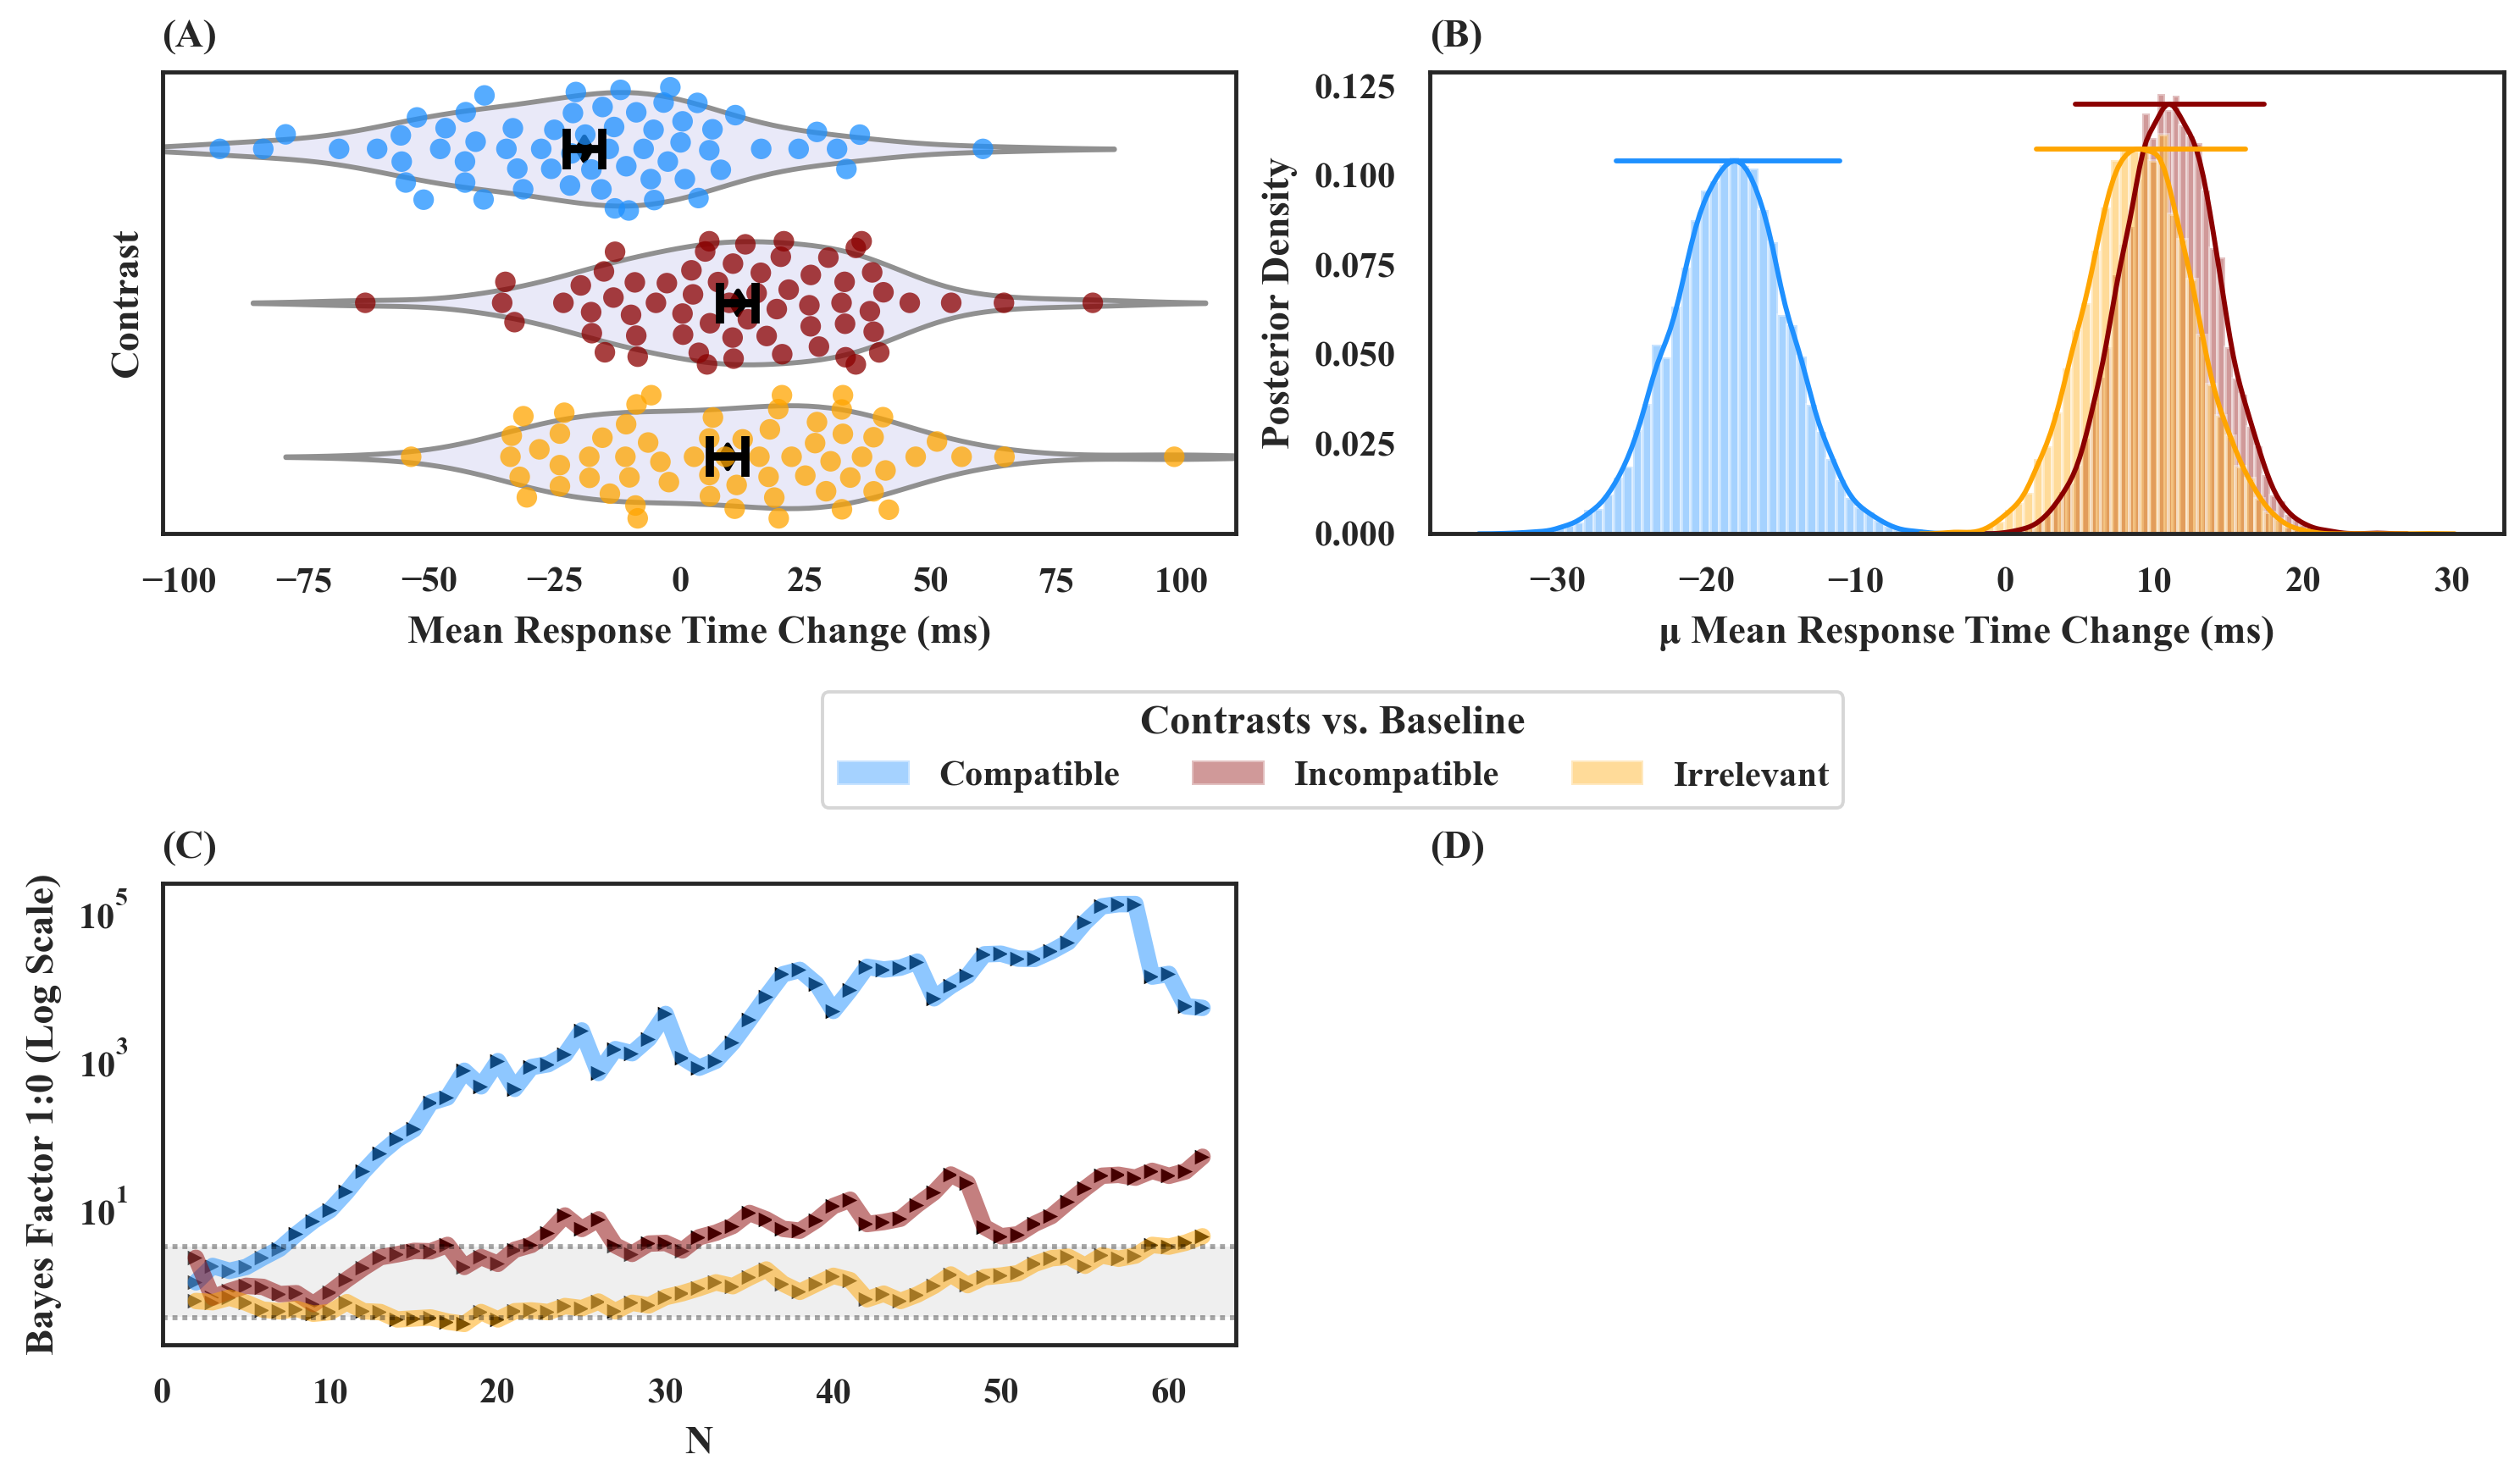 (A)
Contrast
−100 −75 −50 −25 0 25 50 75 100
Mean Response Time Change (ms)
(B)
Posterior Density
0.125
0.100
0.075
0.050
0.025
0.000
−30 −20 −10 0 10 20 30
μ Mean Response Time Change (ms)
Contrasts vs. Baseline
Compatible Incompatible Irrelevant
(C)
Bayes Factor 1:0 (Log Scale)
10^5
10^3
10^1
0 10 20 30 40 50 60
N
(D)